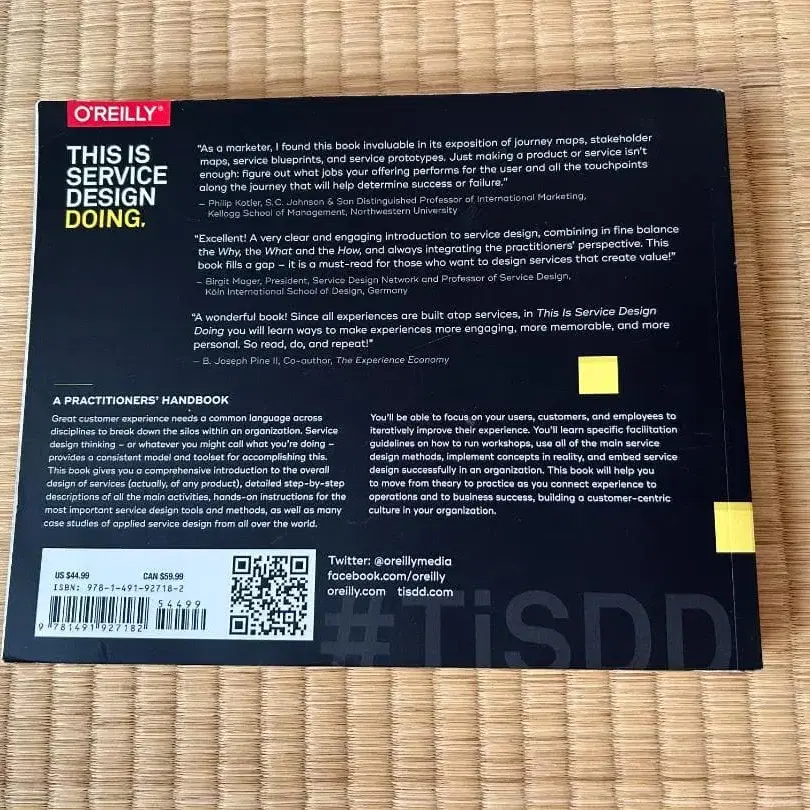 O'REILLY®
THIS IS
SERVICE
DESIGN
DOING.
"As a marketer, I found this book invaluable in its exposition of journey maps, stakeholder
maps, service blueprints, and service prototypes. Just making a product or service isn't
enough: figure out what jobs your offering performs for the user and all the touchpoints
along the journey that will help determine success or failure."
– Philip Kotler, S.C. Johnson & San Distinguished Professor of International Marketing,
Kellogg School of Management, Northwestern University
"Excellent! A very clear and engaging introduction to service design, combining in fine balance
the Why, the What and the How, and always integrating the practitioners' perspective. This
book fills a gap – it is a must-read for those who want to design services that create value!"
– Birgit Mager, President, Service Design Network and Professor of Service Design,
Köln International School of Design, Germany
"A wonderful book! Since all experiences are built atop services, in This Is Service Design
Doing you will learn ways to make experiences more engaging, more memorable, and more
personal. So read, do, and repeat!"
– B. Joseph Pine II, Co-author, The Experience Economy
A PRACTITIONERS' HANDBOOK
Great customer experience needs a common language across
disciplines to break down the silos within an organization. Service
design thinking – or whatever you might call what you're doing –
provides a consistent model and toolset for accomplishing this.
This book gives you a comprehensive introduction to the overall
design of services (actually, of any product), detailed step-by-step
descriptions of all the main activities, hands-on instructions for the
most important service design tools and methods, as well as many
case studies of applied service design from all over the world.
You'll be able to focus on your users, customers, and employees to
iteratively improve their experience. You'll learn specific facilitation
guidelines on how to run workshops, use all of the main service
design methods, implement concepts in reality, and embed service
design successfully in an organization. This book will help you
to move from theory to practice as you connect experience to
operations and to business success, building a customer-centric
culture in your organization.
US $44.99 CAN $59.99
ISBN: 978-1-491-92718-2
54499
9 781491 927182
Twitter: @oreillymedia
facebook.com/oreilly
oreilly.com tisdd.com
#TiSDD